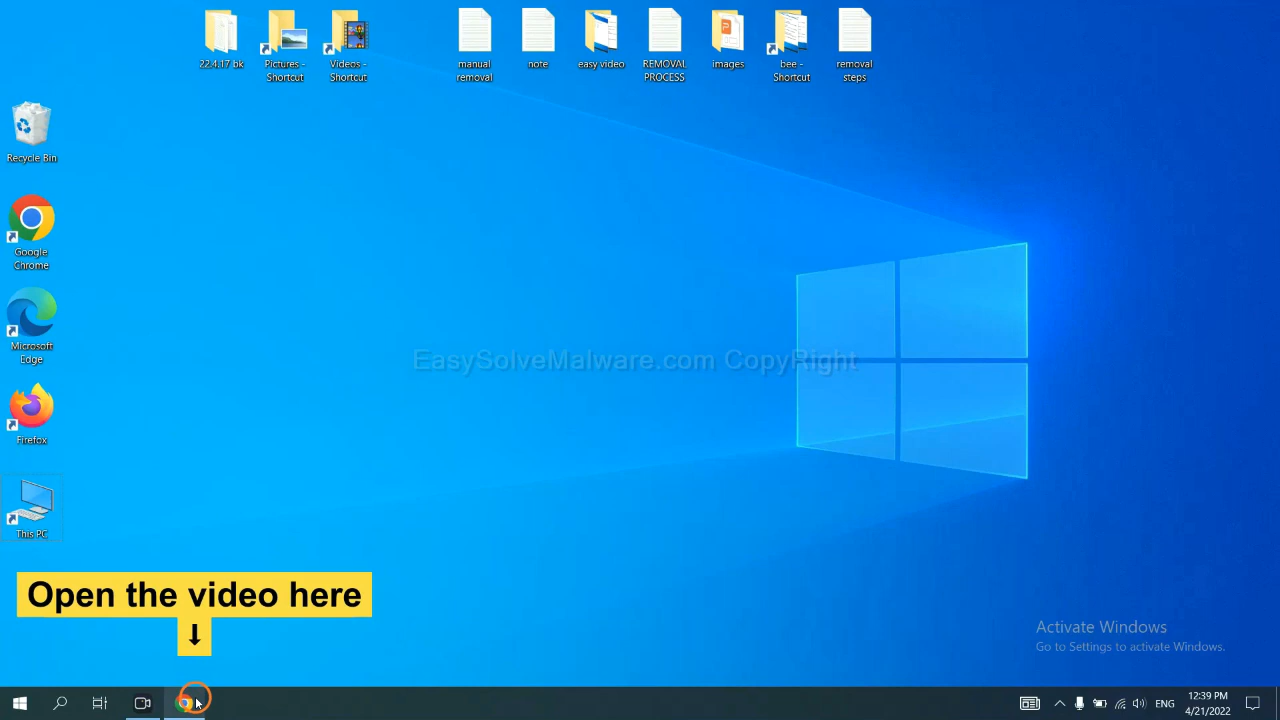 22.4.17 bk
Pictures -
Shortcut
Videos -
Shortcut
manual
removal
note
easy video
REMOVAL
PROCESS
images
bee -
Shortcut
removal
steps
Recycle Bin
Google
Chrome
Microsoft
Edge
Firefox
This PC
EasySolveMalware.com CopyRight
Open the video here
↓
Activate Windows
Go to Settings to activate Windows.
ENG
12:39 PM
4/21/2022